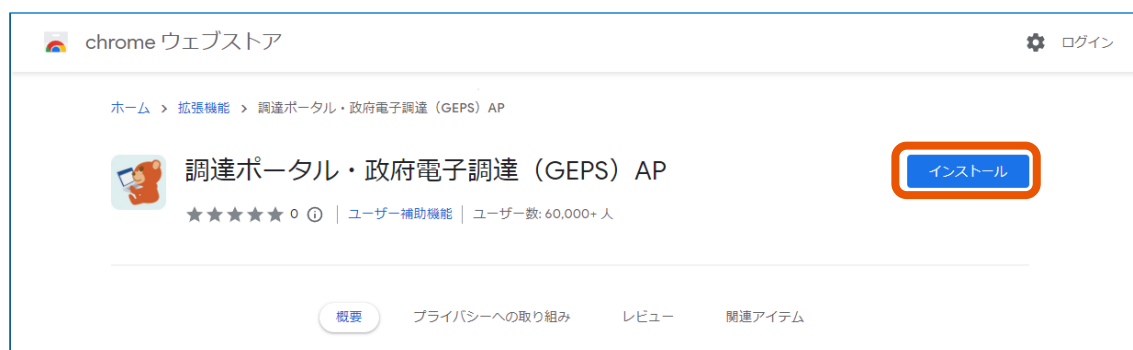 chrome ウェブストア
ログイン
ホーム > 拡張機能 > 調達ポータル・政府電子調達（GEPS）AP
調達ポータル・政府電子調達（GEPS）AP
インストール
★★★★★ 0 ⓘ | ユーザー補助機能 | ユーザー数: 60,000+ 人
概要 プライバシーへの取り組み レビュー 関連アイテム